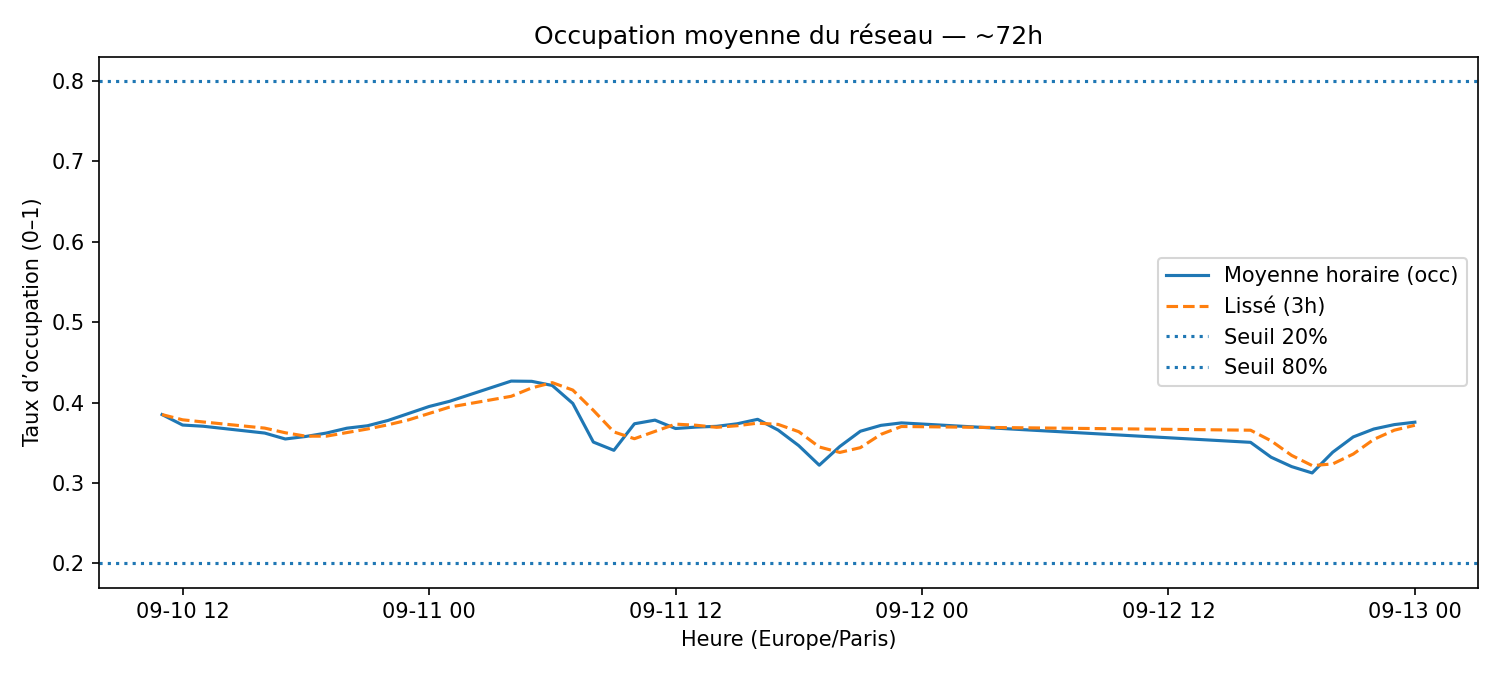 Occupation moyenne du réseau — ~72h
Taux d’occupation (0–1)
0.8
0.7
0.6
0.5
0.4
0.3
0.2
Moyenne horaire (occ)
Lissé (3h)
Seuil 20%
Seuil 80%
09-10 12
09-11 00
09-11 12
09-12 00
09-12 12
09-13 00
Heure (Europe/Paris)